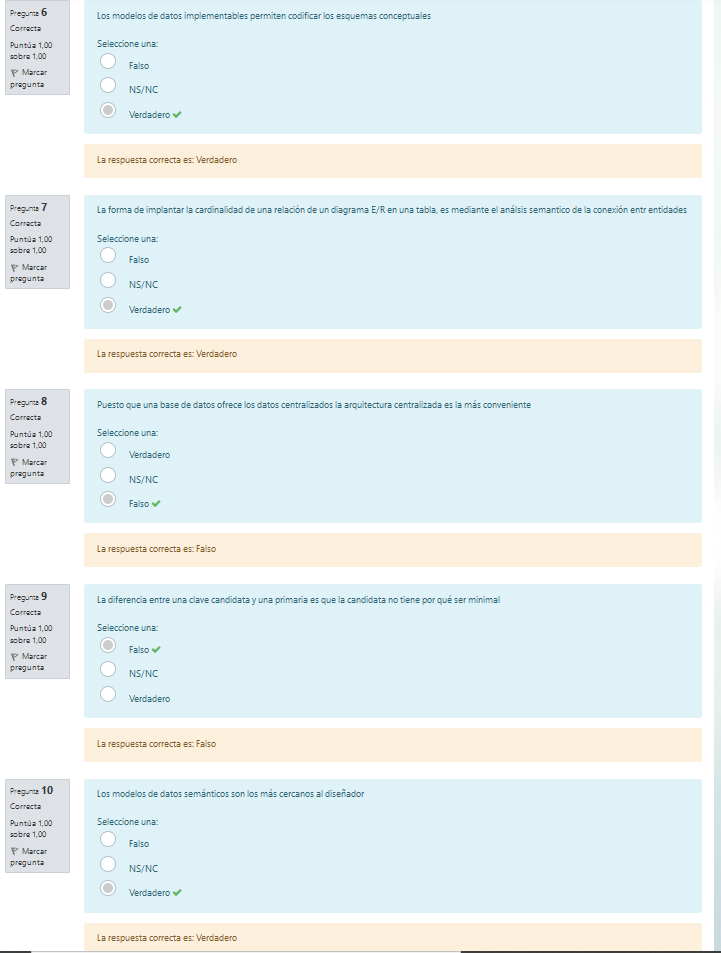 Pregunta 6
Correcta
Puntúa 1,00
sobre 1,00
Marcar
pregunta
Los modelos de datos implementables permiten codificar los esquemas conceptuales
Seleccione una:
Falso
NS/NC
Verdadero
La respuesta correcta es: Verdadero
Pregunta 7
Correcta
Puntúa 1,00
sobre 1,00
Marcar
pregunta
La forma de implantar la cardinalidad de una relación de un diagrama E/R en una tabla, es mediante el análsis semantico de la conexión entr entidades
Seleccione una:
Falso
NS/NC
Verdadero
La respuesta correcta es: Verdadero
Pregunta 8
Correcta
Puntúa 1,00
sobre 1,00
Marcar
pregunta
Puesto que una base de datos ofrece los datos centralizados la arquitectura centralizada es la más conveniente
Seleccione una:
Verdadero
NS/NC
Falso
La respuesta correcta es: Falso
Pregunta 9
Correcta
Puntúa 1,00
sobre 1,00
Marcar
pregunta
La diferencia entre una clave candidata y una primaria es que la candidata no tiene por qué ser minimal
Seleccione una:
Falso
NS/NC
Verdadero
La respuesta correcta es: Falso
Pregunta 10
Correcta
Puntúa 1,00
sobre 1,00
Marcar
pregunta
Los modelos de datos semánticos son los más cercanos al diseñador
Seleccione una:
Falso
NS/NC
Verdadero
La respuesta correcta es: Verdadero